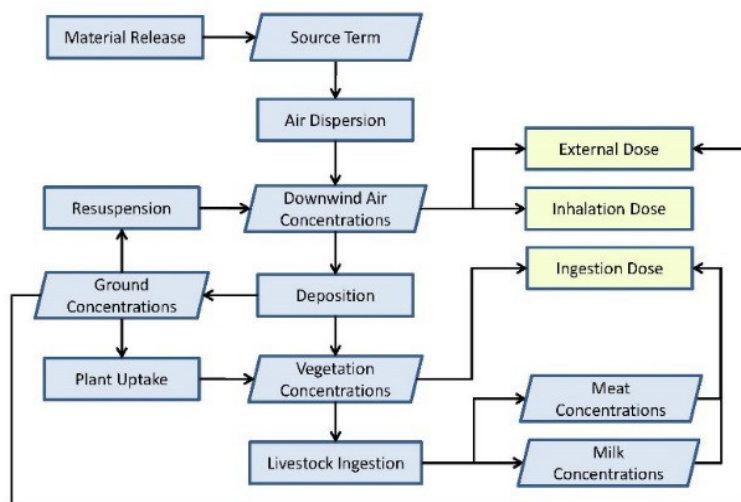 Material Release
Source Term
Air Dispersion
External Dose
Resuspension
Downwind Air
Concentrations
Inhalation Dose
Ground
Concentrations
Deposition
Ingestion Dose
Plant Uptake
Vegetation
Concentrations
Meat
Concentrations
Livestock Ingestion
Milk
Concentrations